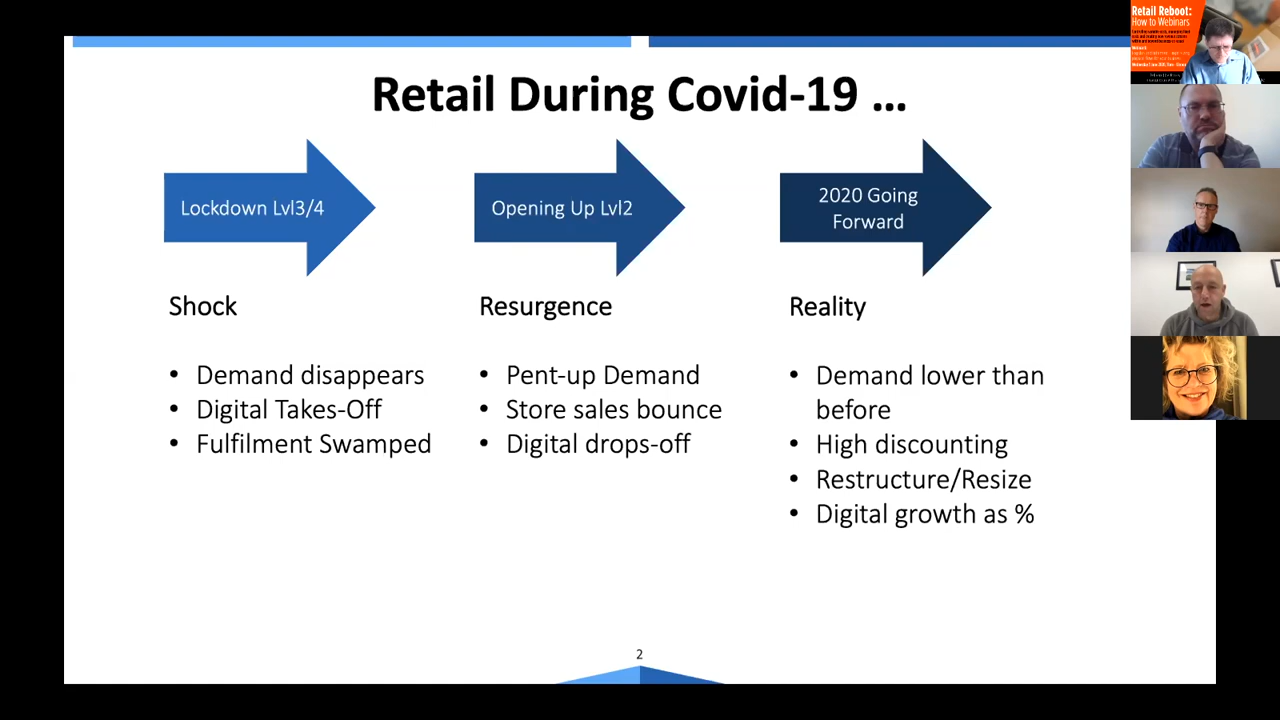 Retail Reboot:
How to Webinars
Retail During Covid-19 ...
Lockdown Lvl3/4
Opening Up Lvl2
2020 Going
Forward
Shock
• Demand disappears
• Digital Takes-Off
• Fulfilment Swamped
Resurgence
• Pent-up Demand
• Store sales bounce
• Digital drops-off
Reality
• Demand lower than
before
• High discounting
• Restructure/Resize
• Digital growth as %
2